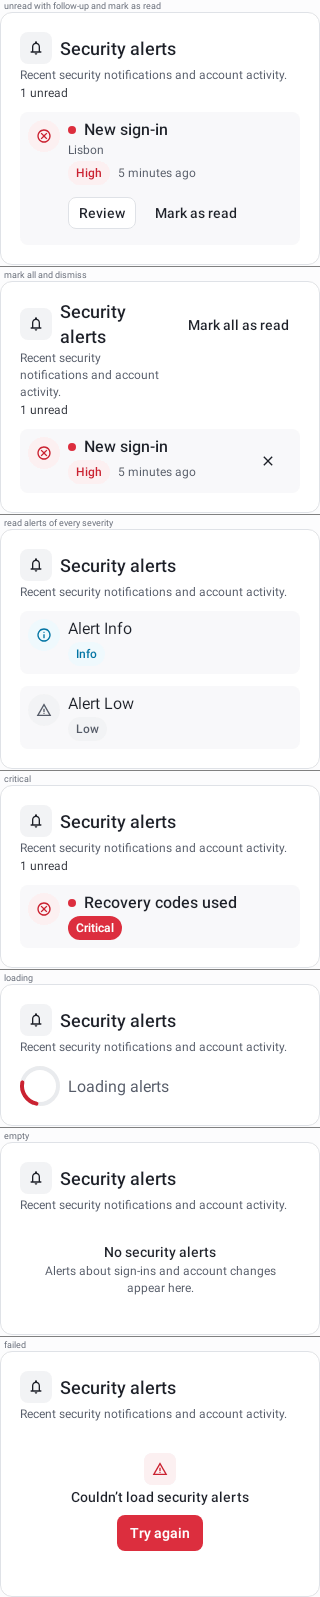 unread with follow-up and mark as read
Security alerts
Recent security notifications and account activity.
1 unread
New sign-in
Lisbon
High 5 minutes ago
Review Mark as read
mark all and dismiss
Security
alerts
Mark all as read
Recent security
notifications and account
activity.
1 unread
New sign-in
High 5 minutes ago
read alerts of every severity
Security alerts
Recent security notifications and account activity.
Alert Info
Info
Alert Low
Low
critical
Security alerts
Recent security notifications and account activity.
1 unread
Recovery codes used
Critical
loading
Security alerts
Recent security notifications and account activity.
Loading alerts
empty
Security alerts
Recent security notifications and account activity.
No security alerts
Alerts about sign-ins and account changes
appear here.
failed
Security alerts
Recent security notifications and account activity.
Couldn't load security alerts
Try again